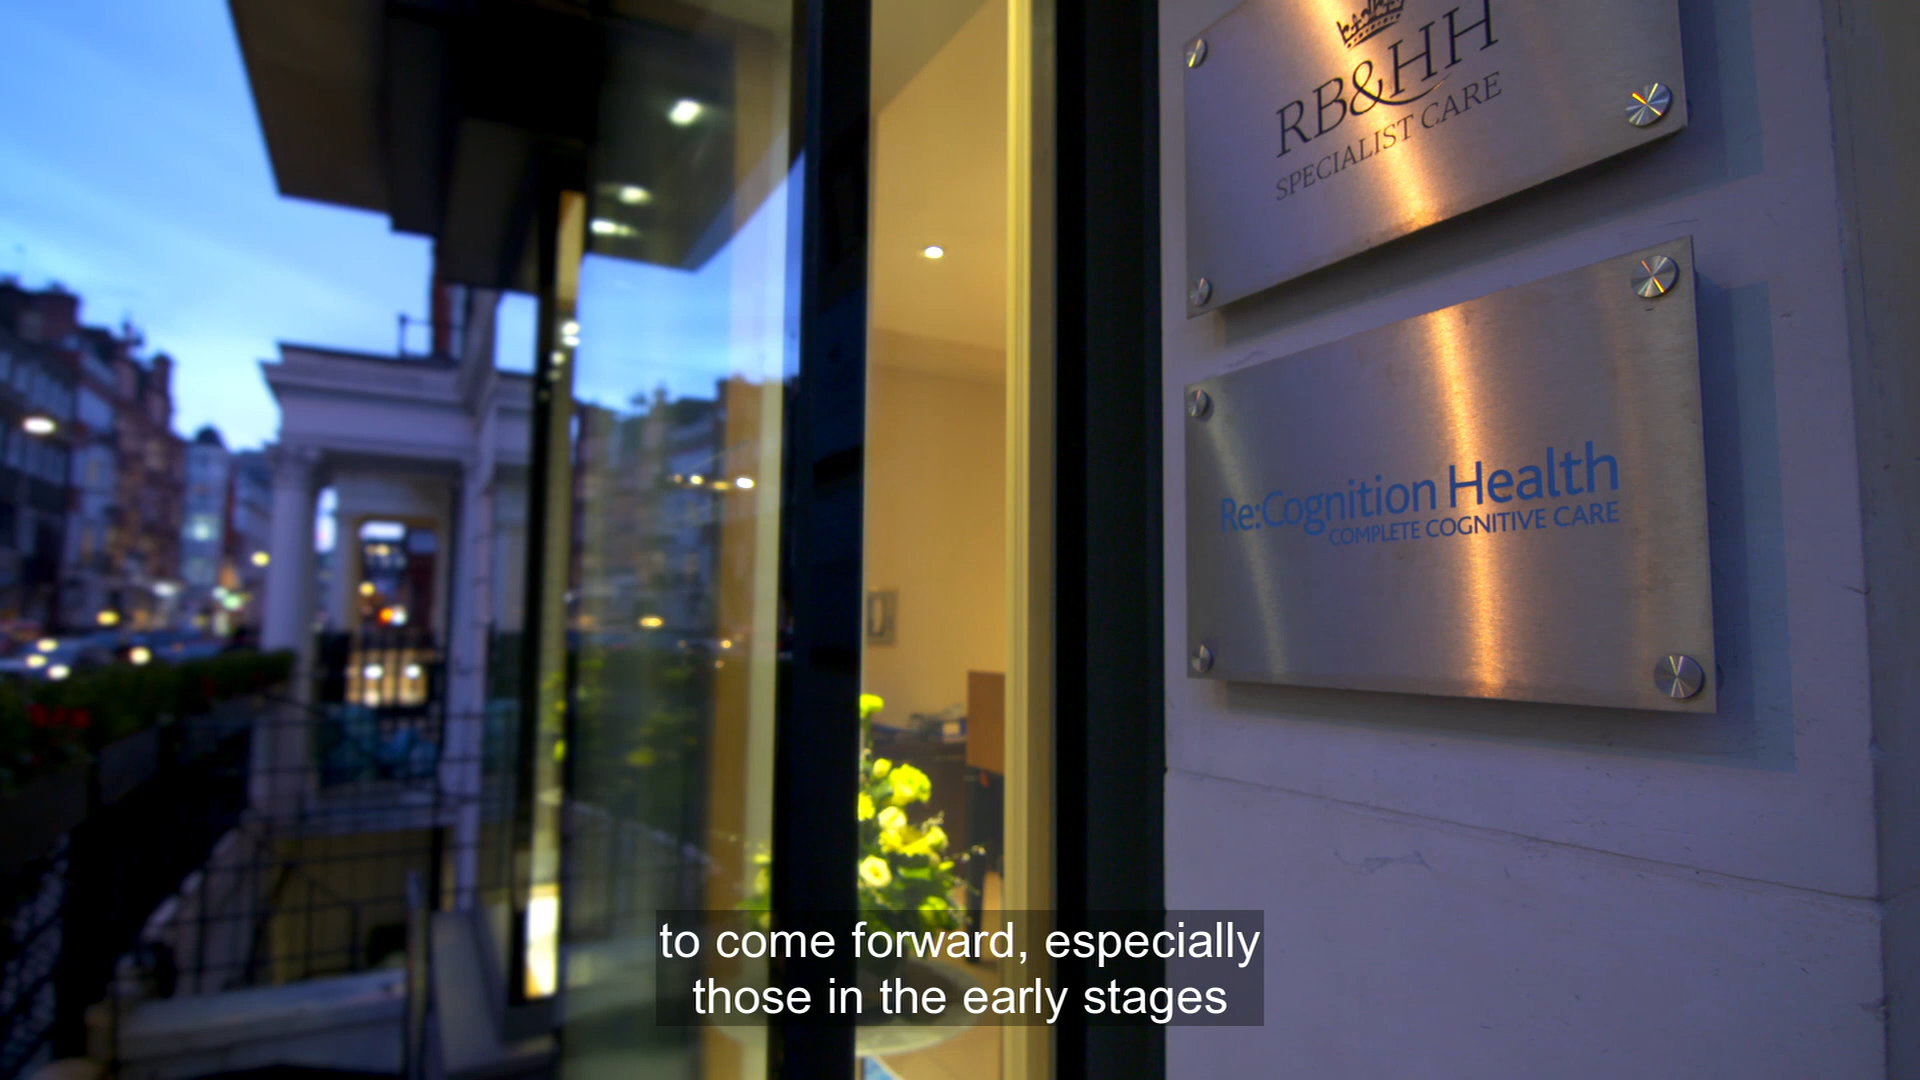 RB&HH
SPECIALIST CARE
Re:Cognition Health
COMPLETE COGNITIVE CARE
to come forward, especially
those in the early stages